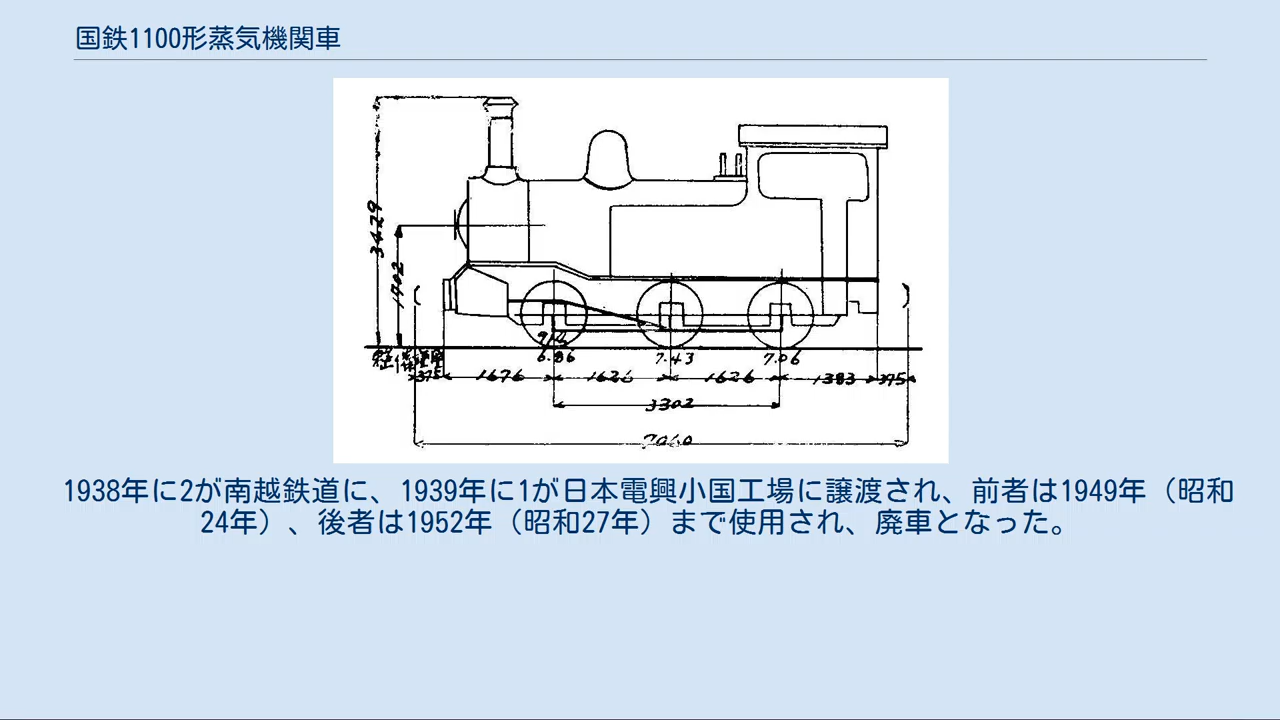 国鉄1100形蒸気機関車
3429
1902
6.86 7.43 7.06
375 1676 1626 1626 1383 375
3302
1938年に2が南越鉄道に、1939年に1が日本電興小国工場に譲渡され、前者は1949年（昭和
24年）、後者は1952年（昭和27年）まで使用され、廃車となった。